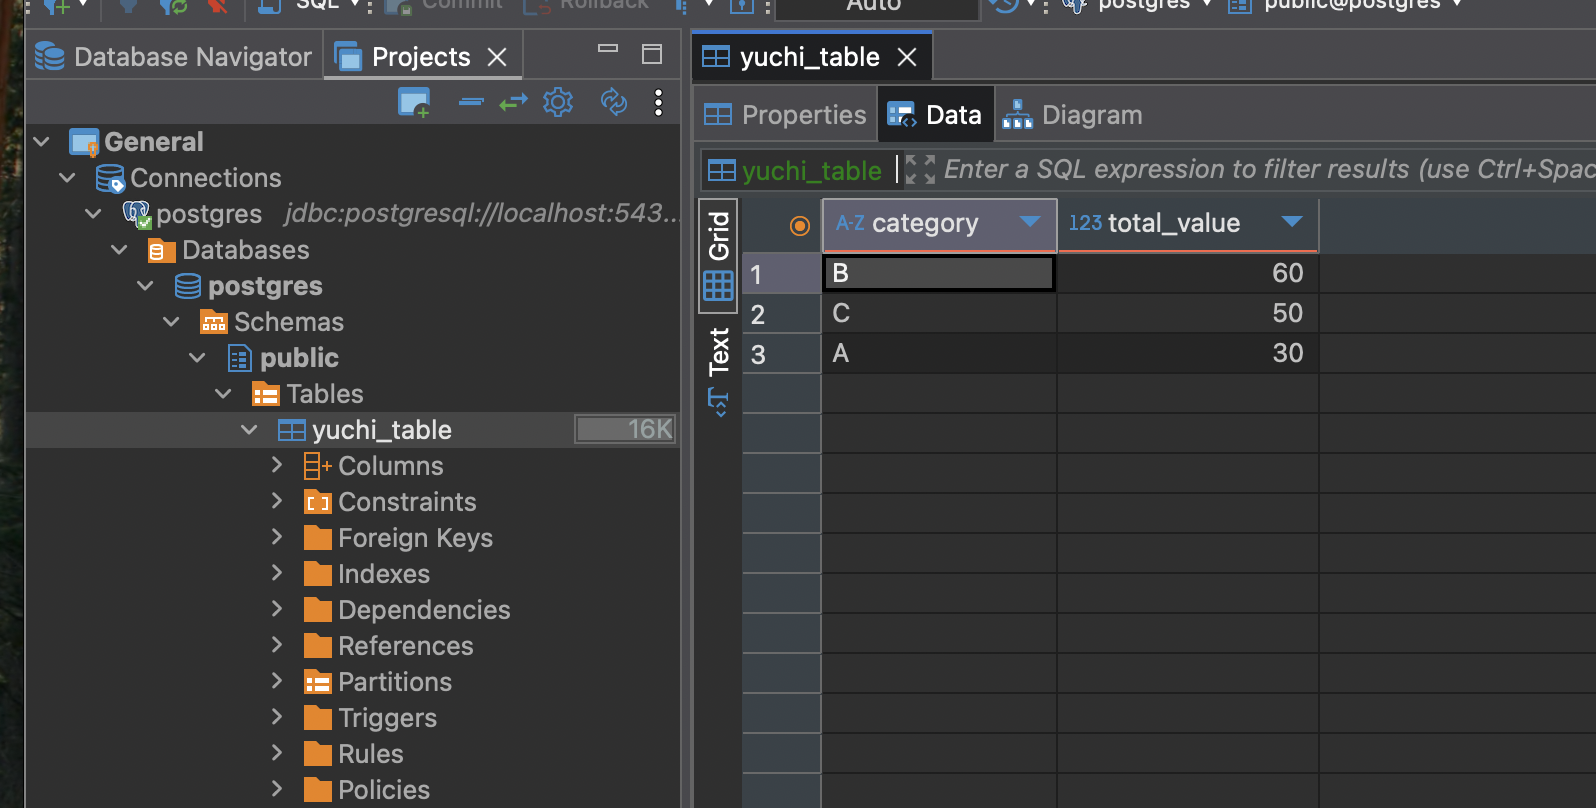 SQL
Commit
Rollback
Auto
postgres
public@postgres
Database Navigator
Projects
yuchi_table
General
Connections
postgres jdbc:postgresql://localhost:543...
Databases
postgres
Schemas
public
Tables
yuchi_table 16K
Columns
Constraints
Foreign Keys
Indexes
Dependencies
References
Partitions
Triggers
Rules
Policies
Properties
Data
Diagram
yuchi_table
Enter a SQL expression to filter results (use Ctrl+Spac
Grid
Text
A-Z category 123 total_value
1 B 60
2 C 50
3 A 30